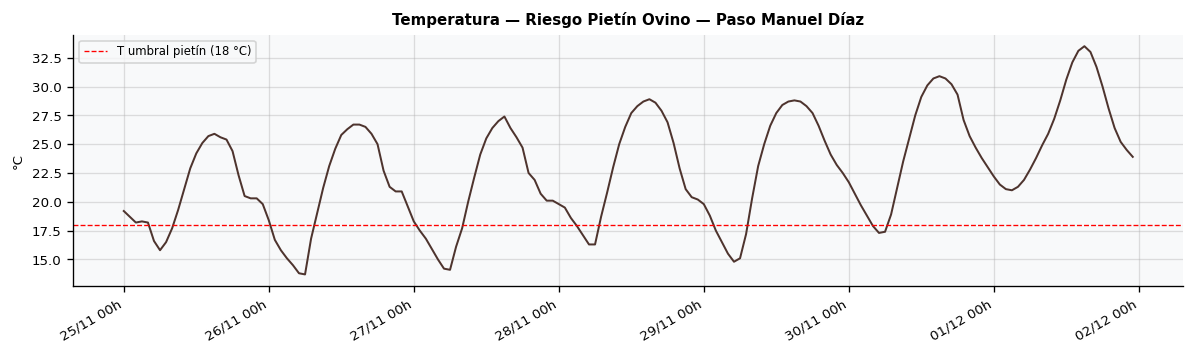 Temperatura — Riesgo Pietín Ovino — Paso Manuel Díaz
T umbral pietín (18 °C)
°C
32.5
30.0
27.5
25.0
22.5
20.0
17.5
15.0
25/11 00h
26/11 00h
27/11 00h
28/11 00h
29/11 00h
30/11 00h
01/12 00h
02/12 00h